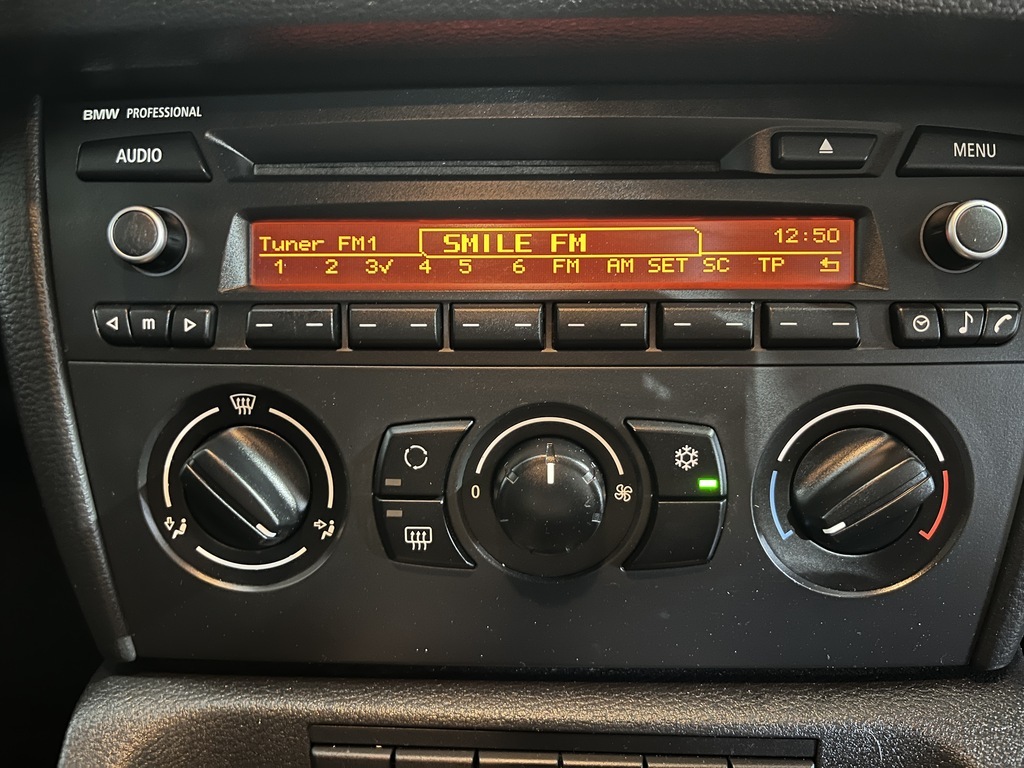 BMW PROFESSIONAL
AUDIO
MENU
Tuner FM1 SMILE FM 12:50
1 2 3✓ 4 5 6 FM AM SET SC TP
m
0